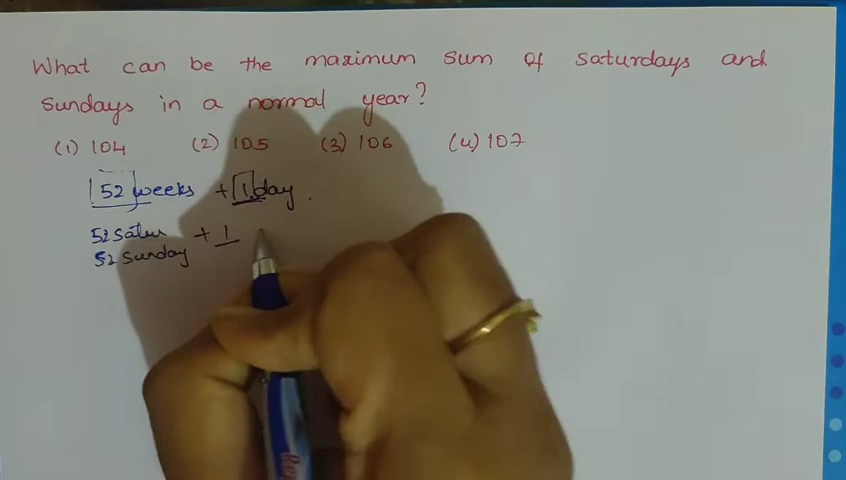 What can be the maximum sum of saturdays and
sundays in a normal year?
(1) 104 (2) 105 (3) 106 (4) 107
52 weeks + 1 day.
52 satur + 1
52 Sunday